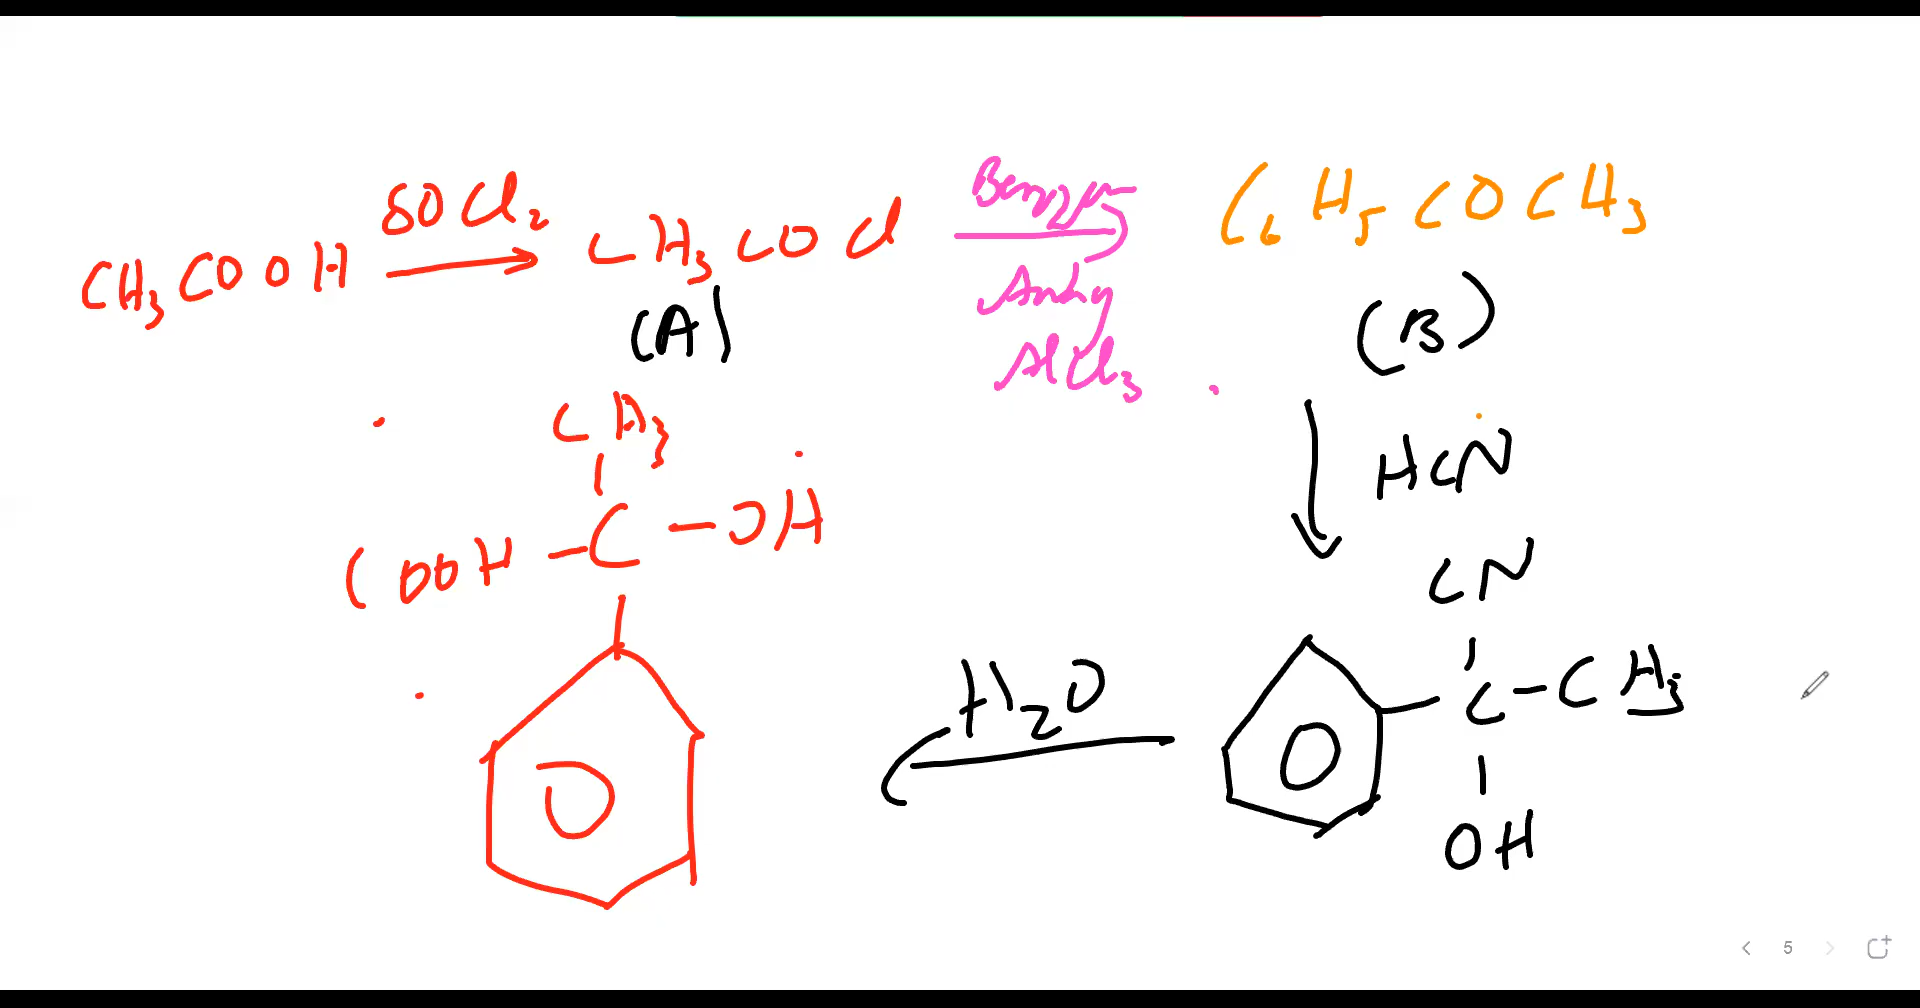 CH3COOH SOCl2 CH3COCl Benzene C6H5COCH3
Anhy
AlCl3
(A) (B)
HCN
CH3
COOH - C - OH
CN
H2O C - CH3
OH
5